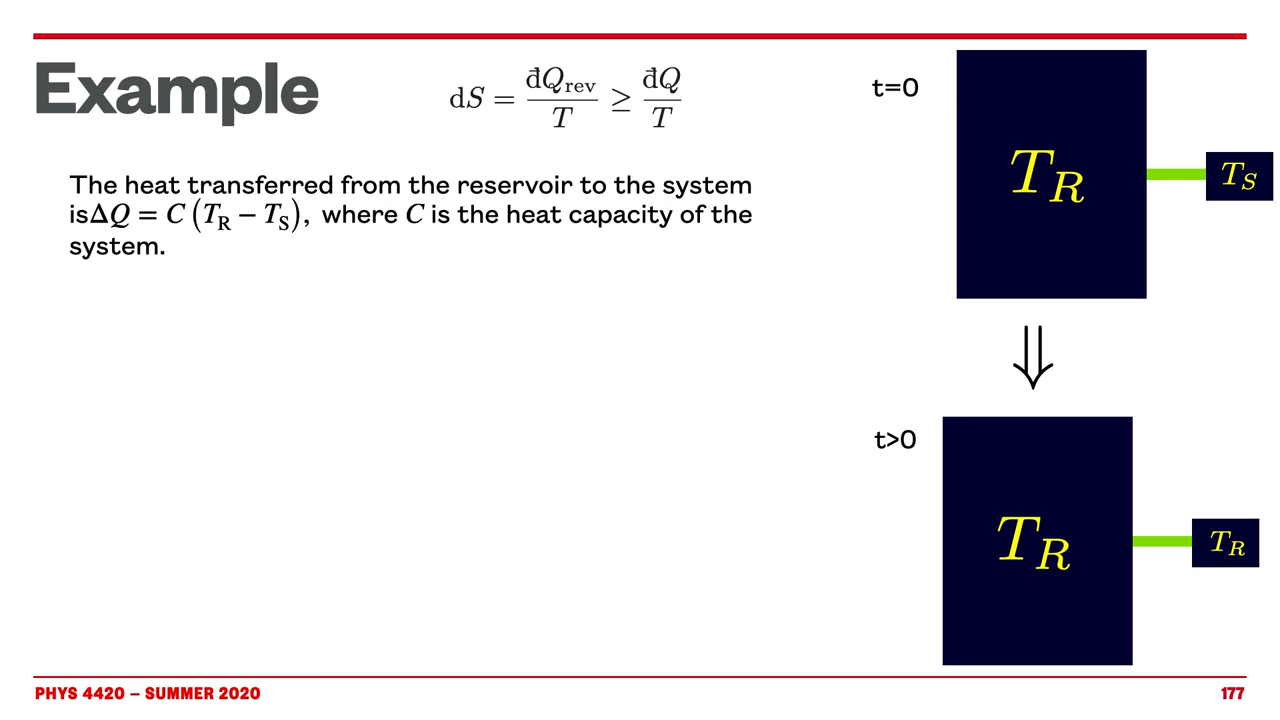 Example
dS = đQ_rev / T ≥ đQ / T
The heat transferred from the reservoir to the system
isΔQ = C (T_R − T_S), where C is the heat capacity of the
system.
t=0
T_R
T_S
⇓
t>0
T_R
T_R
PHYS 4420 – SUMMER 2020
177